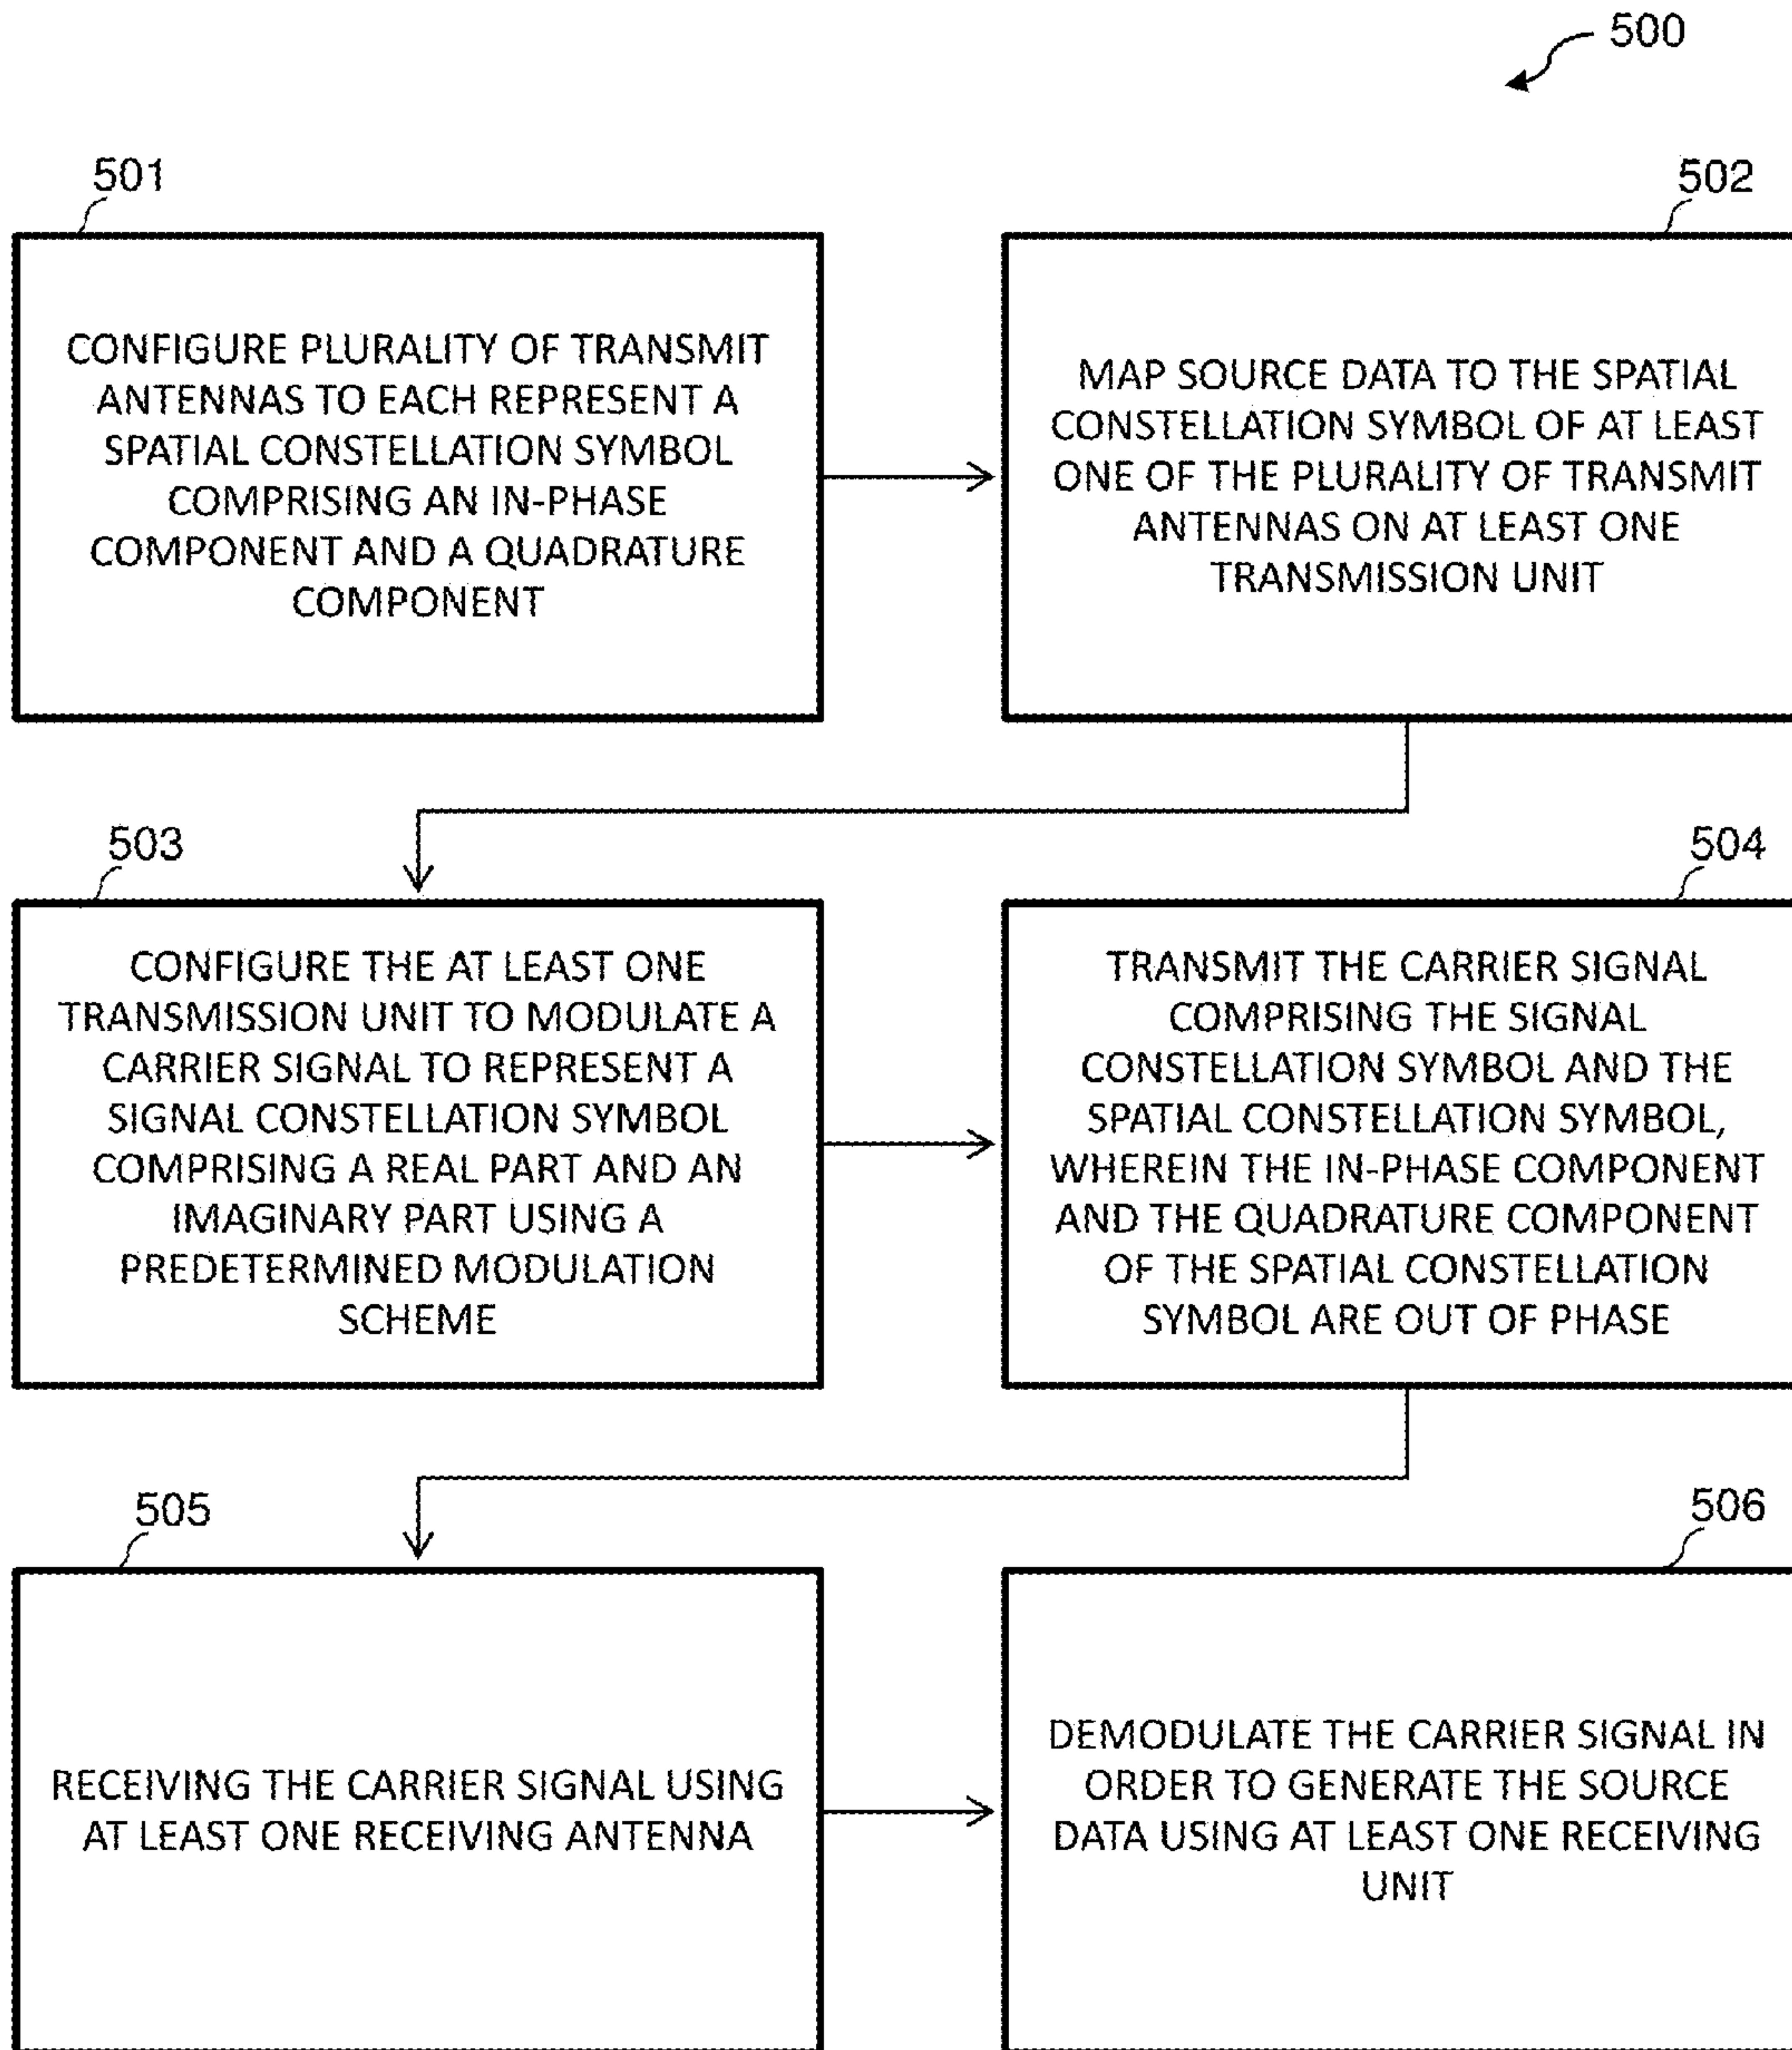 500
501
CONFIGURE PLURALITY OF TRANSMIT
ANTENNAS TO EACH REPRESENT A
SPATIAL CONSTELLATION SYMBOL
COMPRISING AN IN-PHASE
COMPONENT AND A QUADRATURE
COMPONENT
502
MAP SOURCE DATA TO THE SPATIAL
CONSTELLATION SYMBOL OF AT LEAST
ONE OF THE PLURALITY OF TRANSMIT
ANTENNAS ON AT LEAST ONE
TRANSMISSION UNIT
503
CONFIGURE THE AT LEAST ONE
TRANSMISSION UNIT TO MODULATE A
CARRIER SIGNAL TO REPRESENT A
SIGNAL CONSTELLATION SYMBOL
COMPRISING A REAL PART AND AN
IMAGINARY PART USING A
PREDETERMINED MODULATION
SCHEME
504
TRANSMIT THE CARRIER SIGNAL
COMPRISING THE SIGNAL
CONSTELLATION SYMBOL AND THE
SPATIAL CONSTELLATION SYMBOL,
WHEREIN THE IN-PHASE COMPONENT
AND THE QUADRATURE COMPONENT
OF THE SPATIAL CONSTELLATION
SYMBOL ARE OUT OF PHASE
505
RECEIVING THE CARRIER SIGNAL USING
AT LEAST ONE RECEIVING ANTENNA
506
DEMODULATE THE CARRIER SIGNAL IN
ORDER TO GENERATE THE SOURCE
DATA USING AT LEAST ONE RECEIVING
UNIT